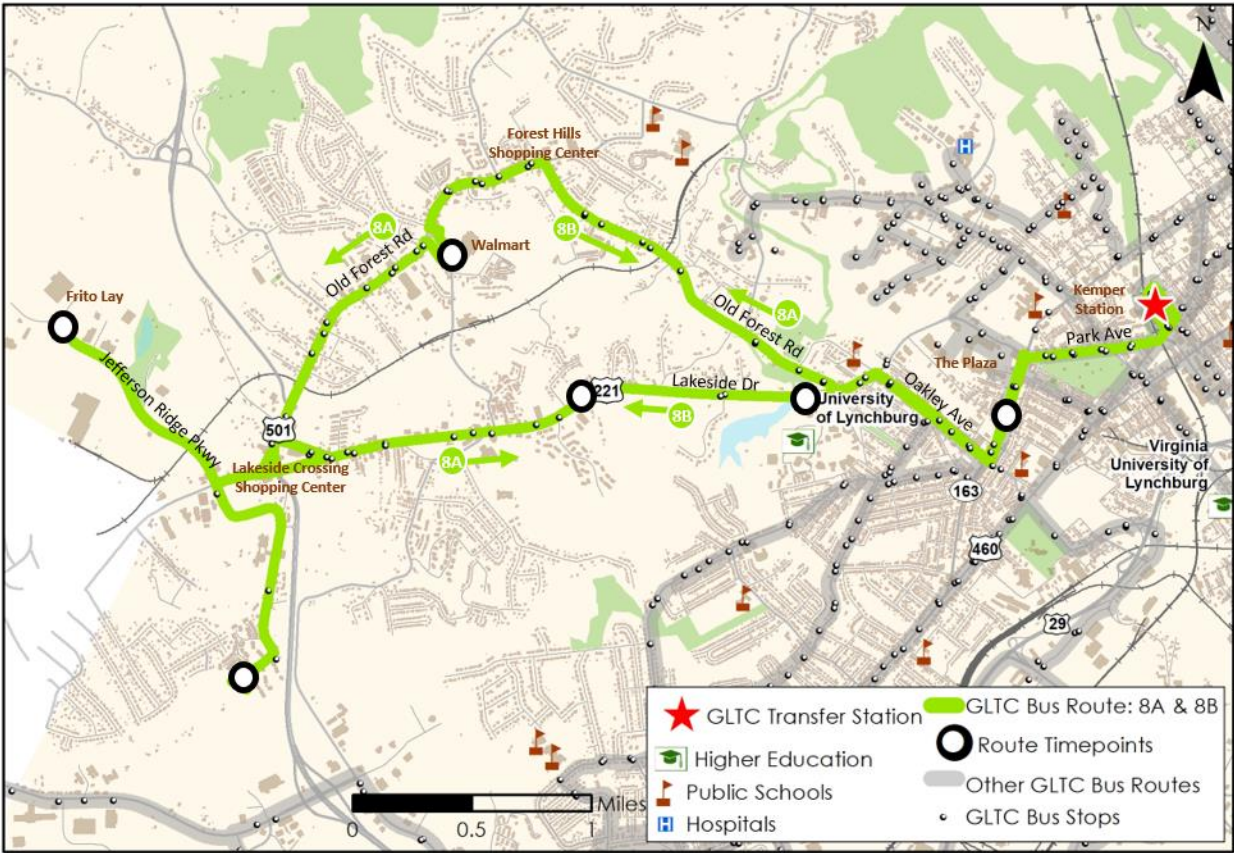 N
Forest Hills
Shopping Center
8A
8B
Old Forest Rd
Walmart
Frito Lay
Kemper
Station
8A
Old Forest Rd
Park Ave
The Plaza
Jefferson Ridge Pkwy
Lakeside Dr
221
University
of Lynchburg
Oakley Ave
8B
501
8A
Lakeside Crossing
Shopping Center
Virginia
University of
Lynchburg
163
460
29
H
GLTC Transfer Station
Higher Education
Public Schools
H Hospitals
GLTC Bus Route: 8A & 8B
Route Timepoints
Other GLTC Bus Routes
GLTC Bus Stops
Miles
0 0.5 1